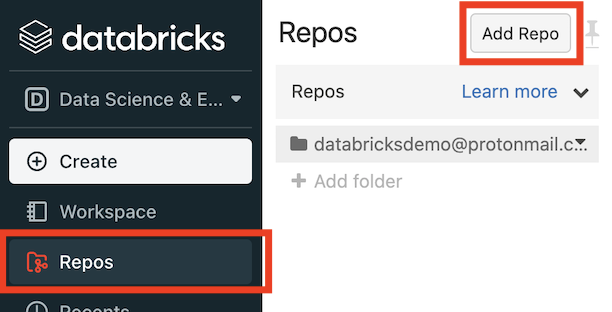 databricks
Data Science & E...
Create
Workspace
Repos
Recents
Repos
Add Repo
Repos
Learn more
databricksdemo@protonmail.c...
Add folder